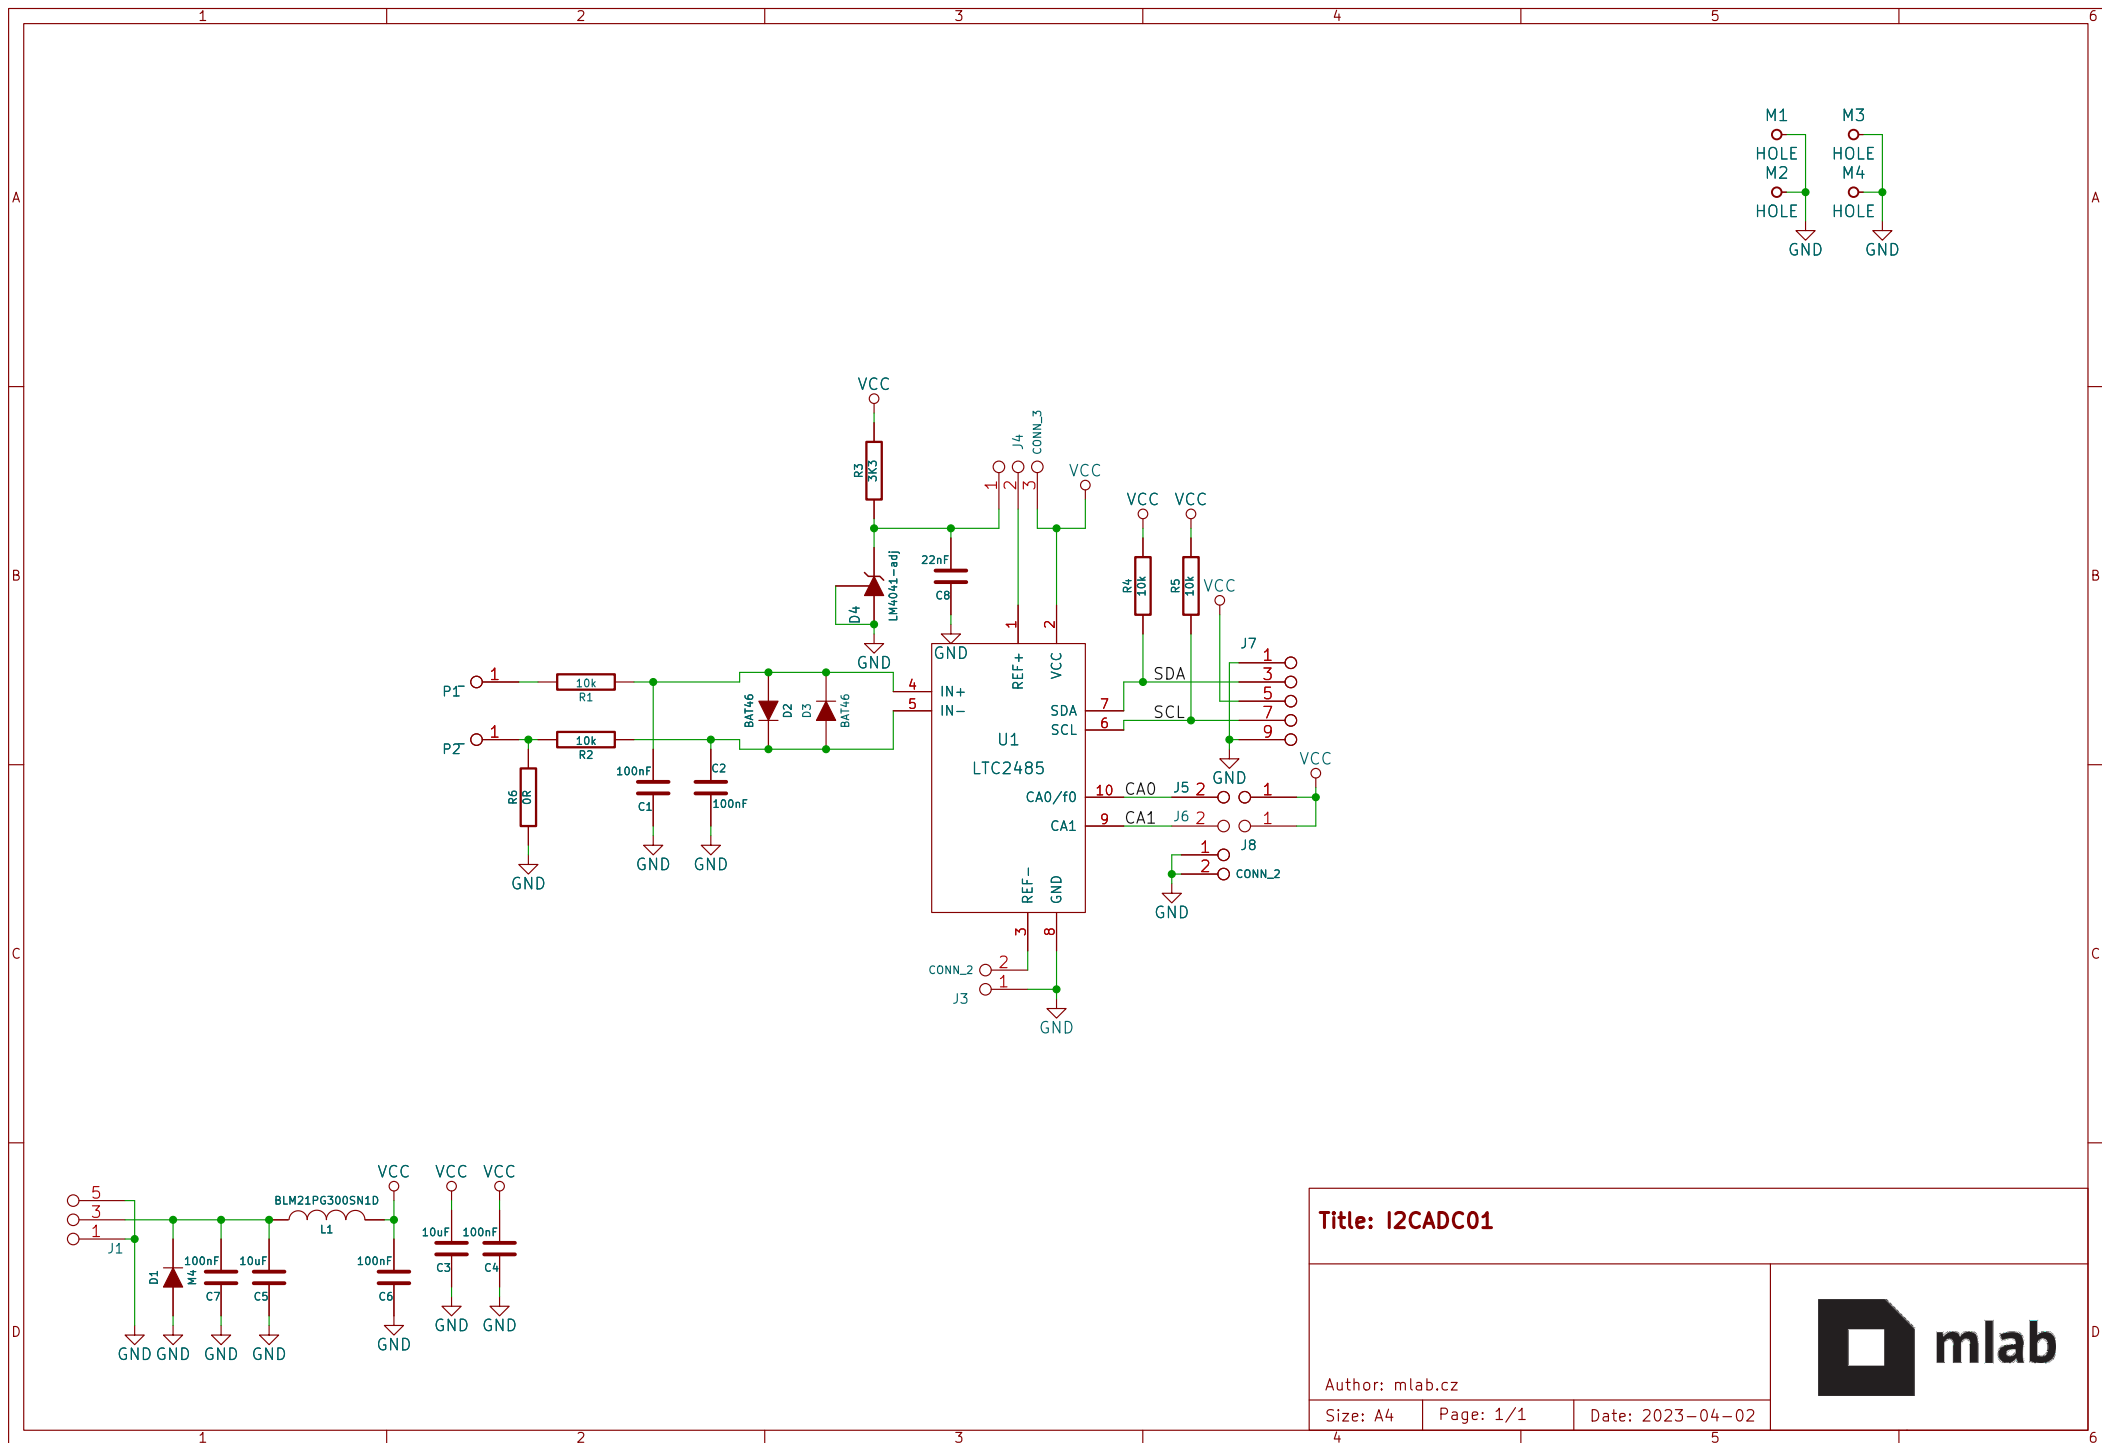 1 2 3 4 5 6
A A
B B
C C
D D
M1 M3
HOLE HOLE
M2 M4
HOLE HOLE
GND GND
VCC
R3
3K3
J4
CONN_3
1 2 3
VCC
VCC VCC
22nF
C8
GND
D4
LM4041-adj
GND
R4
10k
R5
10k
VCC
P1
1
10k
R1
P2
1
10k
R2
R6
0R
GND
100nF
C1
GND
C2
100nF
GND
BAT46
D2
D3
BAT46
4 IN+
5 IN-
1
REF+
2
VCC
SDA 7
SCL 6
U1
LTC2485
CA0/f0 10
CA1 9
REF-
3
GND
8
SDA
SCL
J7
1
3
5
7
9
GND
VCC
CA0 J5 2 1
CA1 J6 2 1
J8
1
2 CONN_2
GND
CONN_2 2
1
J3
GND
5
3
1
J1
GND
D1
M4
GND
100nF
C7
GND
10uF
C5
GND
BLM21PG300SN1D
L1
VCC
100nF
C6
GND
VCC
10uF
C3
GND
VCC
100nF
C4
GND
Title: I2CADC01
Author: mlab.cz
Size: A4 Page: 1/1 Date: 2023-04-02
mlab
1 2 3 4 5 6